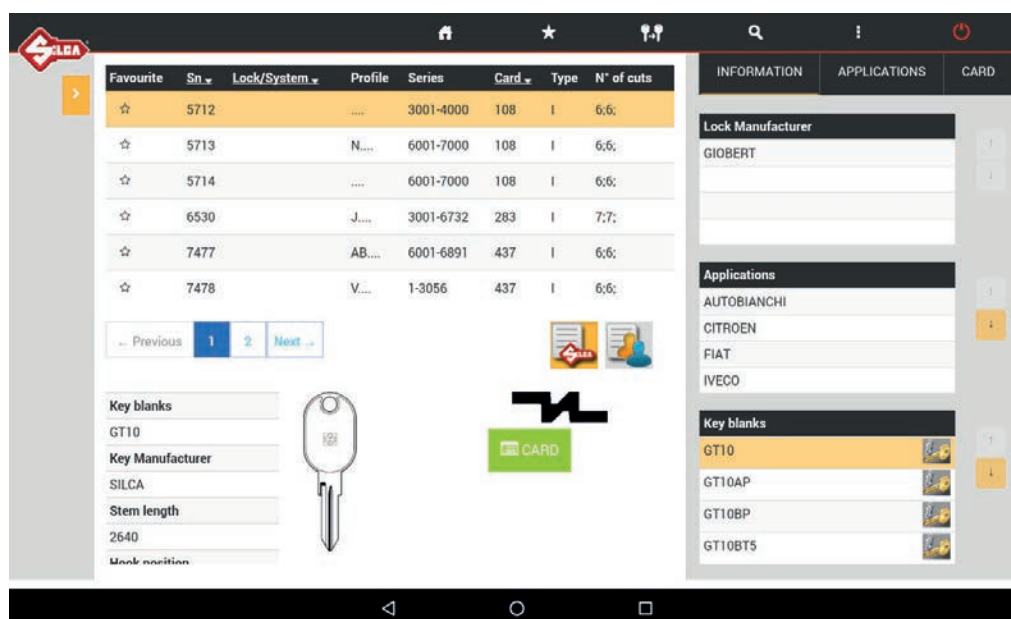 SILCA
Favourite Sn Lock/System Profile Series Card Type N° of cuts
5712 .... 3001-4000 108 I 6;6;
5713 N.... 6001-7000 108 I 6;6;
5714 .... 6001-7000 108 I 6;6;
6530 J.... 3001-6732 283 I 7;7;
7477 AB.... 6001-6891 437 I 6;6;
7478 V.... 1-3056 437 I 6;6;
← Previous 1 2 Next →
SILCA
Key blanks
GT10
Key Manufacturer
SILCA
Stem length
2640
Hook position
CARD
INFORMATION APPLICATIONS CARD
Lock Manufacturer
GIOBERT
Applications
AUTOBIANCHI
CITROEN
FIAT
IVECO
Key blanks
GT10
GT10AP
GT10BP
GT10BT5